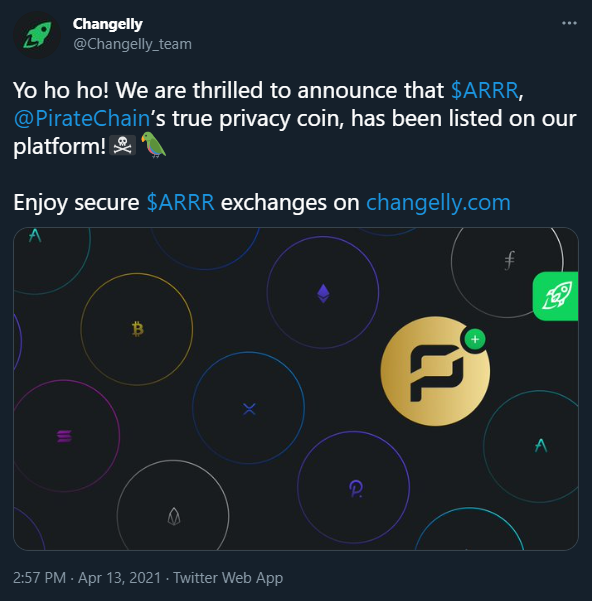 Changelly
@Changelly_team
Yo ho ho! We are thrilled to announce that $ARRR,
@PirateChain's true privacy coin, has been listed on our
platform!☠️🦜
Enjoy secure $ARRR exchanges on changelly.com
2:57 PM · Apr 13, 2021 · Twitter Web App